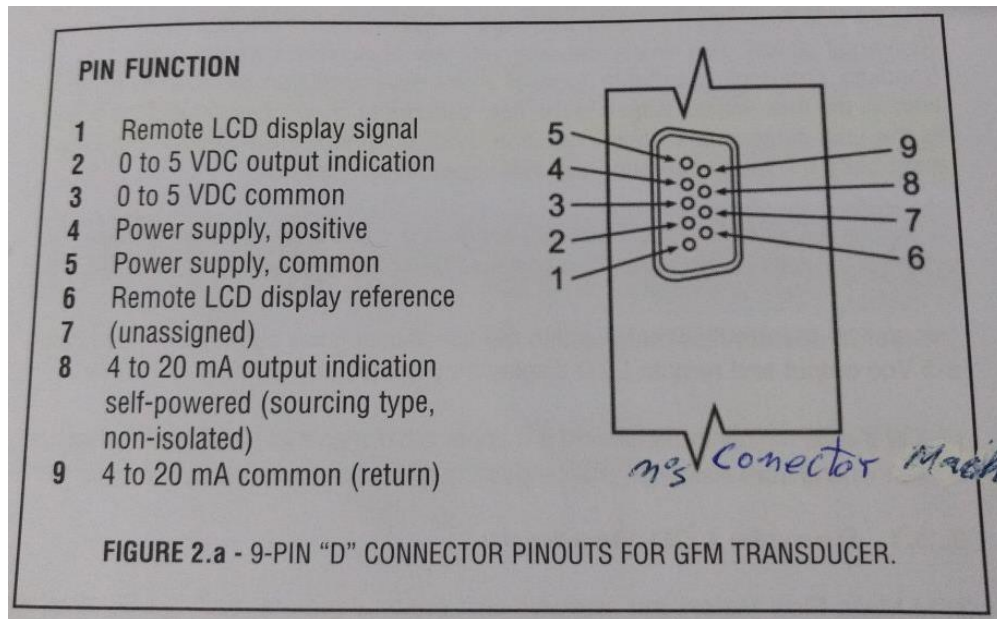 PIN FUNCTION
1 Remote LCD display signal
2 0 to 5 VDC output indication
3 0 to 5 VDC common
4 Power supply, positive
5 Power supply, common
6 Remote LCD display reference
7 (unassigned)
8 4 to 20 mA output indication
self-powered (sourcing type,
non-isolated)
9 4 to 20 mA common (return)
5
4
3
2
1
9
8
7
6
nºs Conector Mach
FIGURE 2.a - 9-PIN “D” CONNECTOR PINOUTS FOR GFM TRANSDUCER.